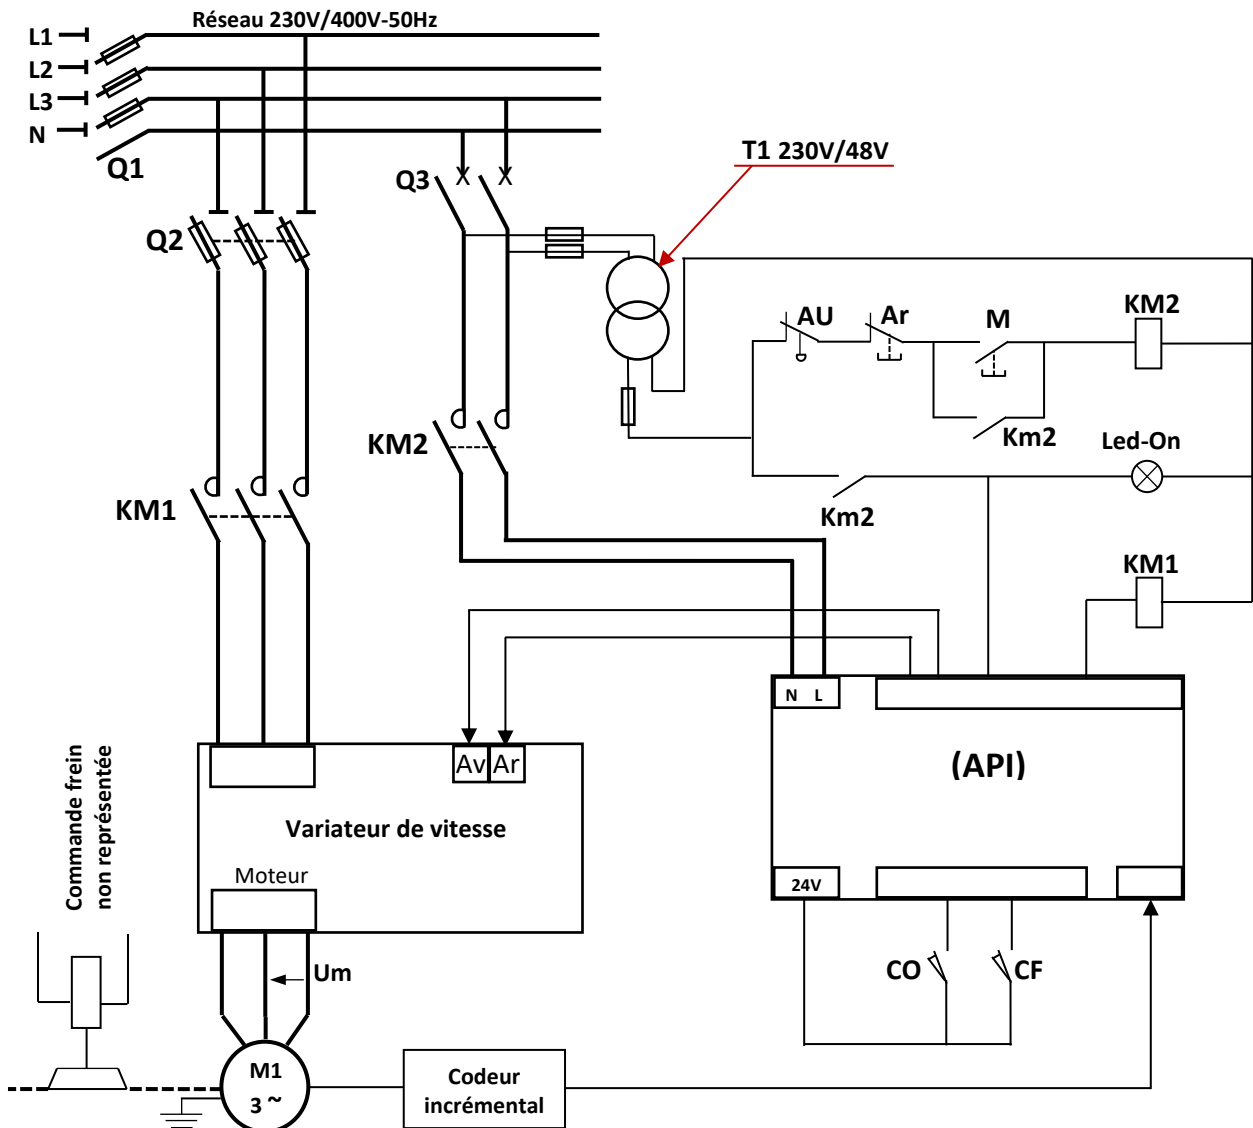 Réseau 230V/400V-50Hz
L1
L2
L3
N
Q1
T1 230V/48V
Q3
X X
Q2
AU
Ar
M
KM2
Km2
KM2
Led-On
Km2
KM1
KM1
N L
(API)
Av Ar
Variateur de vitesse
Commande frein
non représentée
Moteur
24V
Um
CO
CF
M1
3 ~
Codeur
incrémental